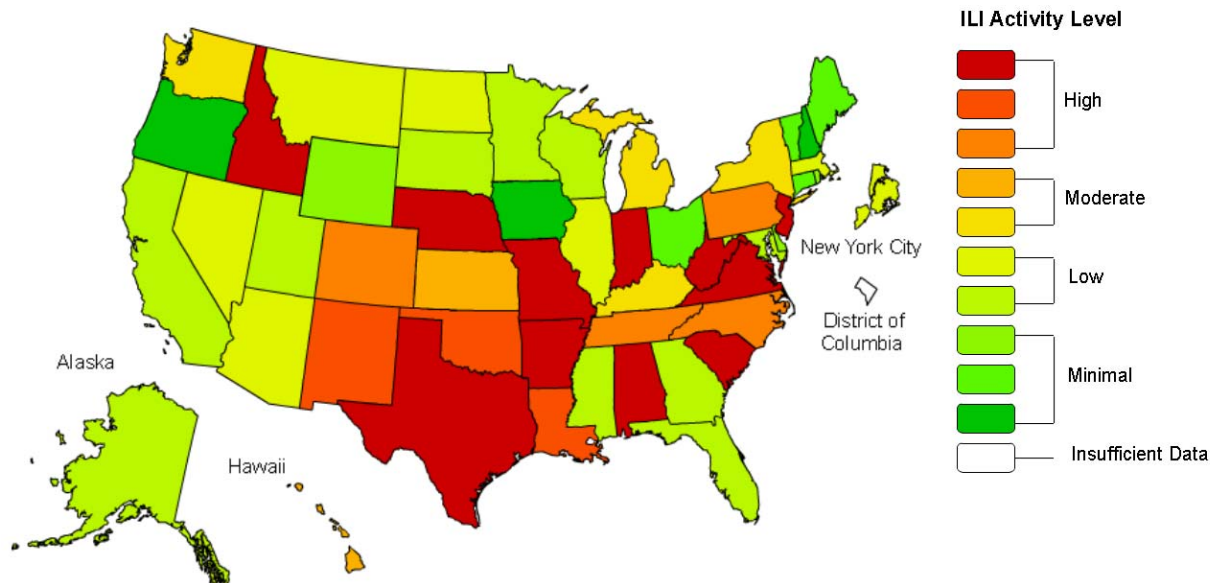 ILI Activity Level
High
Moderate
Low
Minimal
Insufficient Data
New York City
District of
Columbia
Alaska
Hawaii